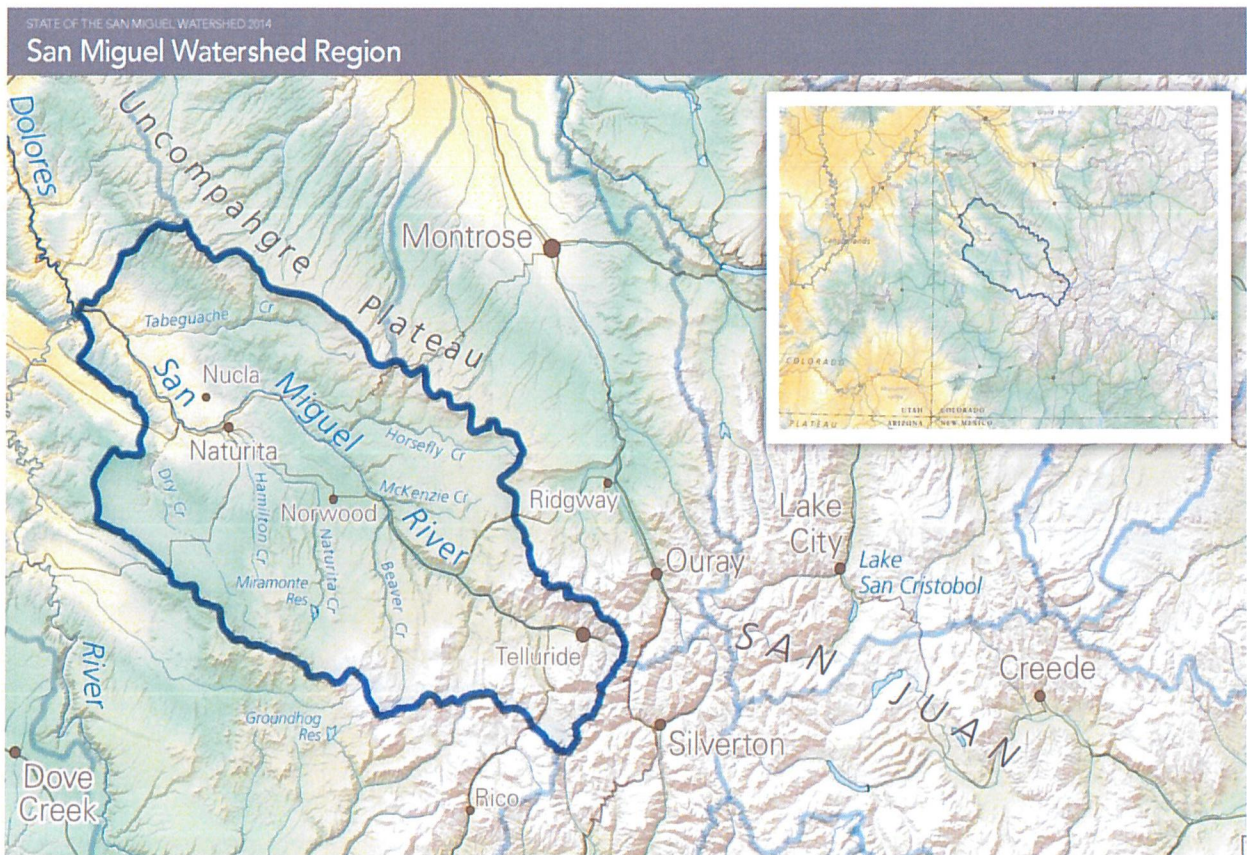 STATE OF THE SAN MIGUEL WATERSHED 2014
San Miguel Watershed Region
Dolores
Uncompahgre
Plateau
Montrose
Tabeguache Cr
San
Miguel
River
Nucla
Naturita
Horsefly Cr
McKenzie Cr
Norwood
Dry Cr
Hamilton Cr
Naturita Cr
Beaver Cr
Miramonte
Res
Ridgway
Ouray
Lake
City
Lake
San Cristobol
Telluride
SAN
JUAN
Creede
Silverton
Groundhog
Res
River
Dove
Creek
Rico
COLORADO
PLATEAU
UTAH
COLORADO
ARIZONA
NEW MEXICO